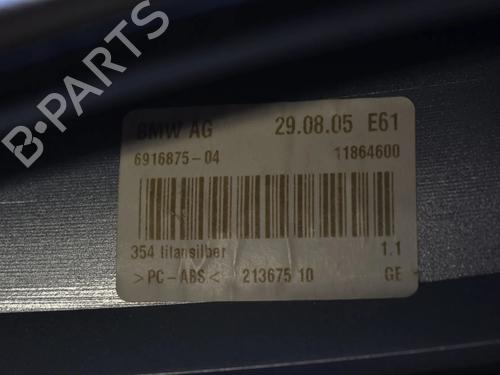 BMW AG 29.08.05 E61
6916875-04 11864600
354 titansilber 1.1
>PC-ABS< 213675 10 GE
B-PARTS
B-PARTS